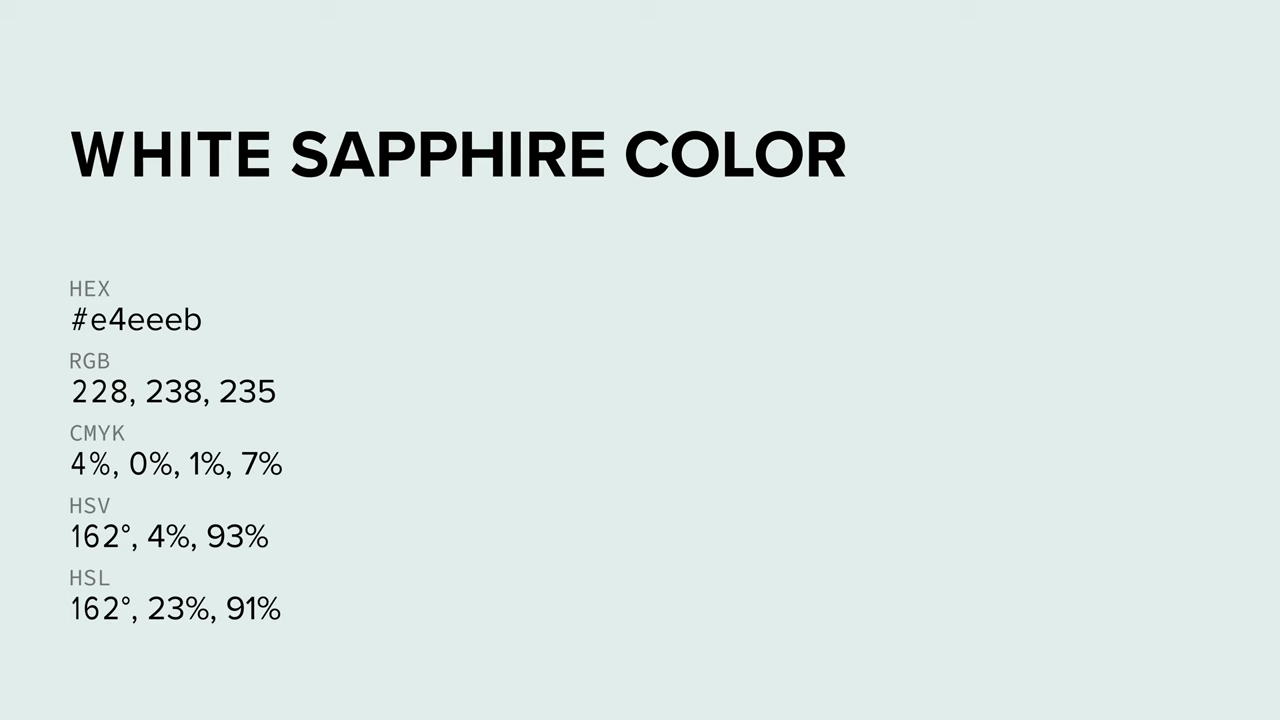 WHITE SAPPHIRE COLOR
HEX
#e4eeeb
RGB
228, 238, 235
CMYK
4%, 0%, 1%, 7%
HSV
162°, 4%, 93%
HSL
162°, 23%, 91%